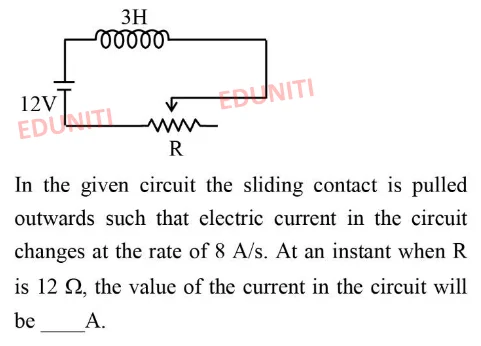 3H
12V
EDUNITI
EDUNITI
R
In the given circuit the sliding contact is pulled
outwards such that electric current in the circuit
changes at the rate of 8 A/s. At an instant when R
is 12 Ω, the value of the current in the circuit will
be ____A.